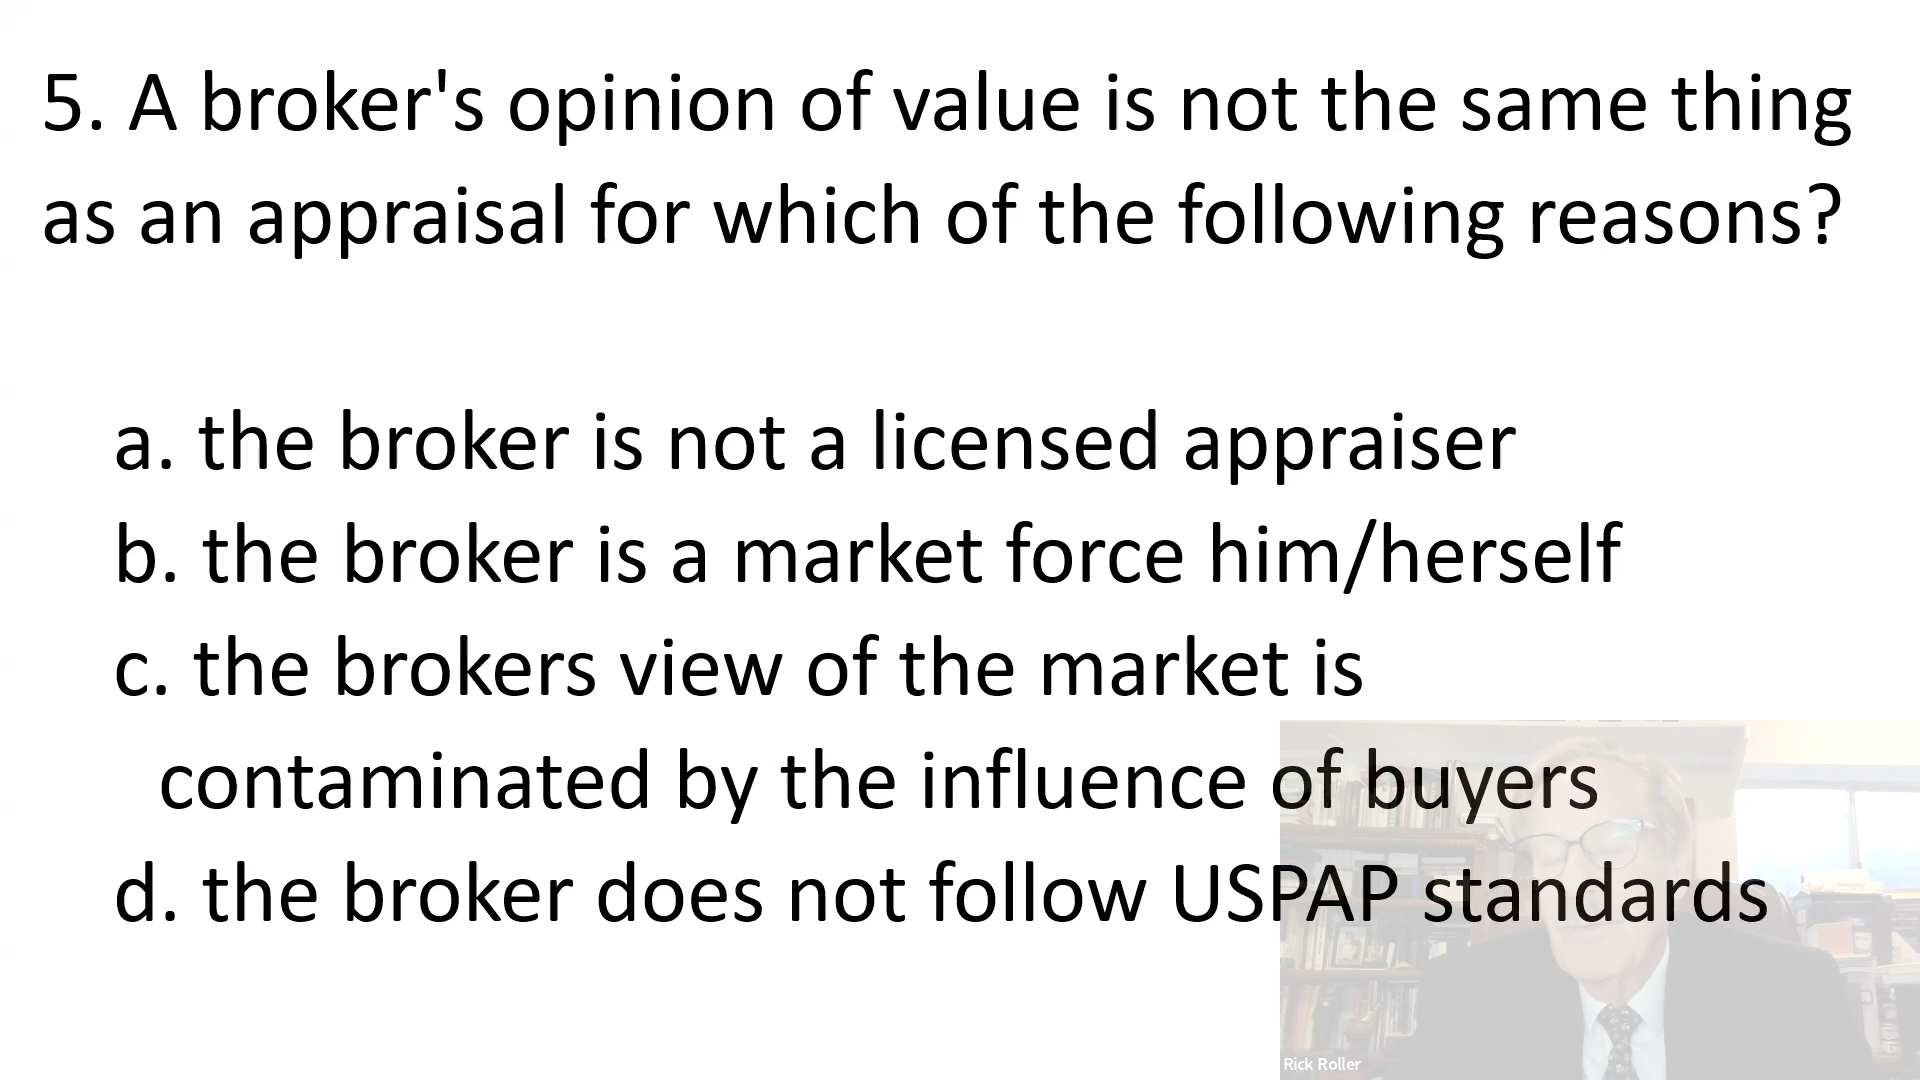 5. A broker's opinion of value is not the same thing
as an appraisal for which of the following reasons?
a. the broker is not a licensed appraiser
b. the broker is a market force him/herself
c. the brokers view of the market is
contaminated by the influence of buyers
d. the broker does not follow USPAP standards
Rick Roller